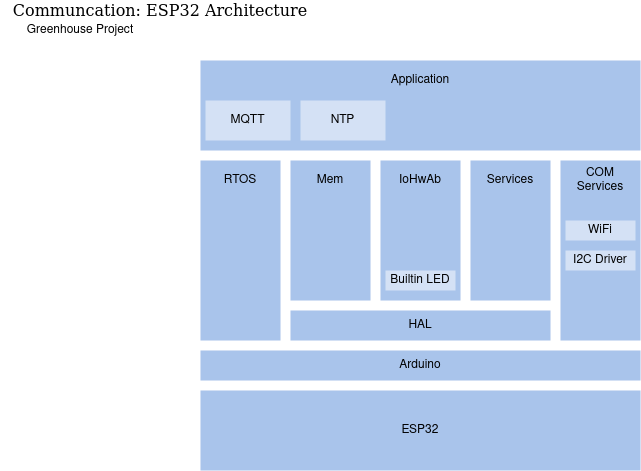 Communcation: ESP32 Architecture
Greenhouse Project
Application
MQTT
NTP
RTOS
Mem
IoHwAb
Services
COM
Services
WiFi
I2C Driver
Builtin LED
HAL
Arduino
ESP32